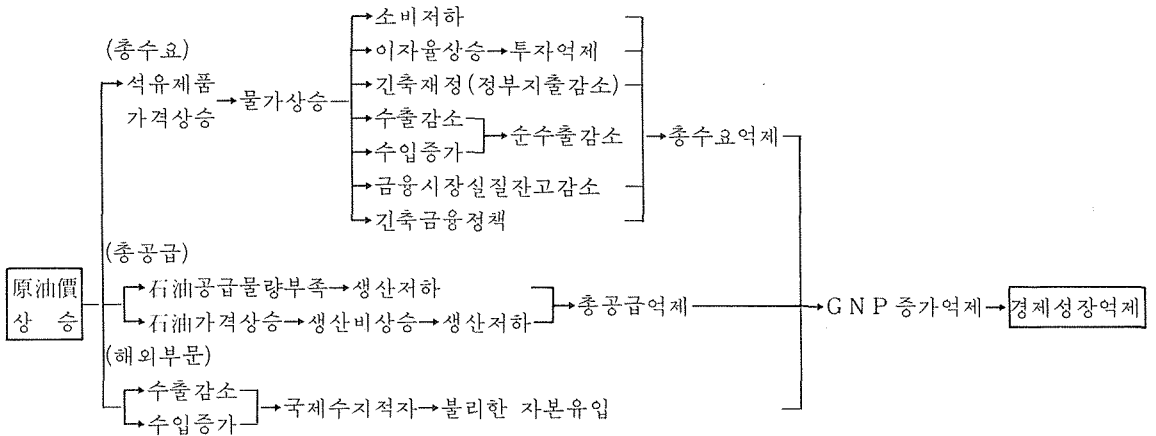 소비저하
(총수요)
이자율상승→투자억제
석유제품
가격상승
→물가상승
긴축재정(정부지출감소)
수출감소
수입증가
→순수출감소
→총수요억제
금융시장실질잔고감소
긴축금융정책
(총공급)
原油價
상 승
石油공급물량부족→생산저하
石油가격상승→생산비상승→생산저하
→총공급억제
→GNP증가억제→경제성장억제
(해외부문)
수출감소
수입증가
→국제수지적자→불리한 자본유입